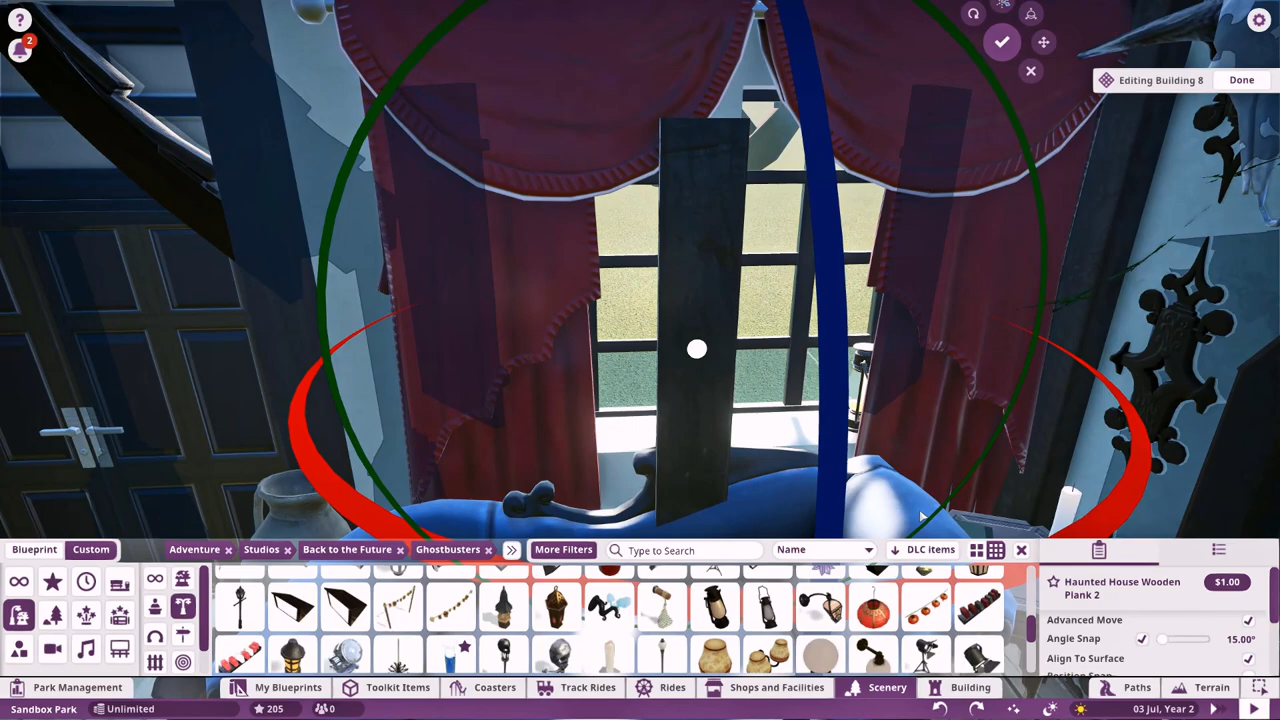 ?
2
Editing Building 8 Done
Blueprint Custom Adventure × Studios × Back to the Future × Ghostbusters × More Filters Type to Search Name DLC items
Haunted House Wooden Plank 2 $1.00
Advanced Move
Angle Snap 15.00°
Align To Surface
Park Management My Blueprints Toolkit Items Coasters Track Rides Rides Shops and Facilities Scenery Building Paths Terrain
Sandbox Park Unlimited 205 0 03 Jul, Year 2